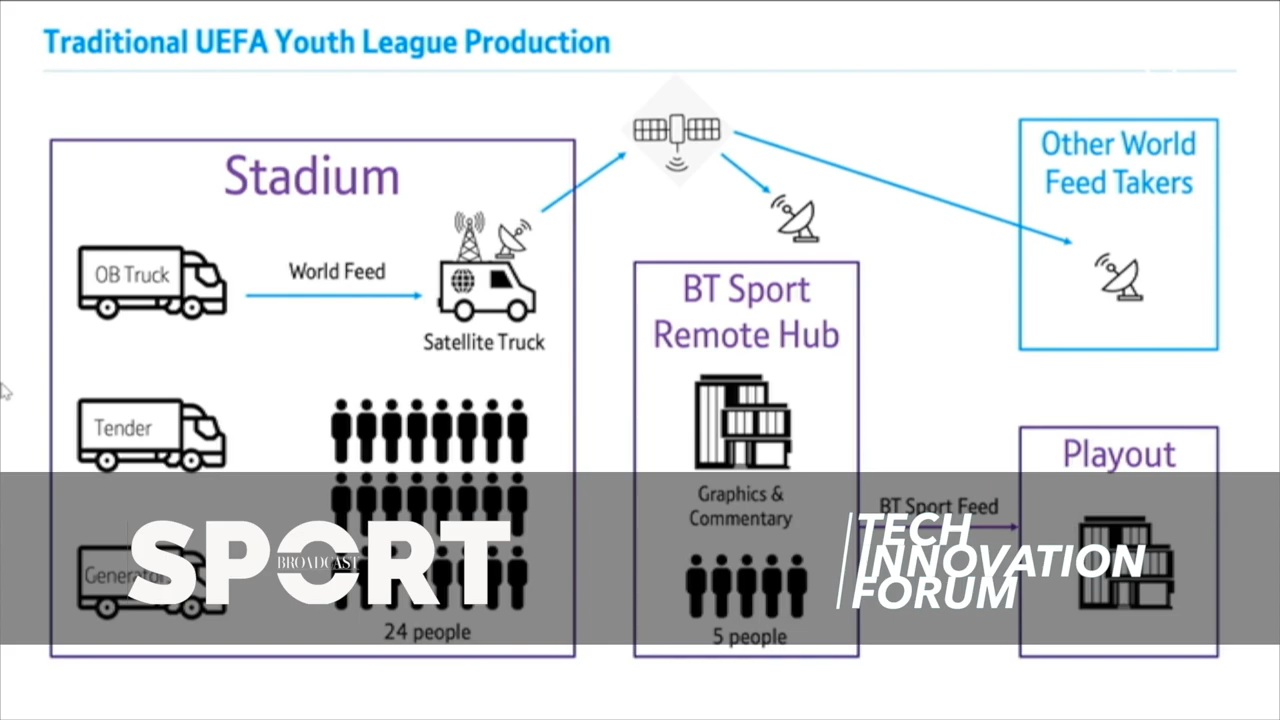 Traditional UEFA Youth League Production
Stadium
OB Truck
World Feed
Satellite Truck
Tender
Generator
24 people
BT Sport
Remote Hub
Graphics &
Commentary
5 people
BT Sport Feed
Other World
Feed Takers
Playout
SPORT
BROADCAST
TECH
INNOVATION
FORUM